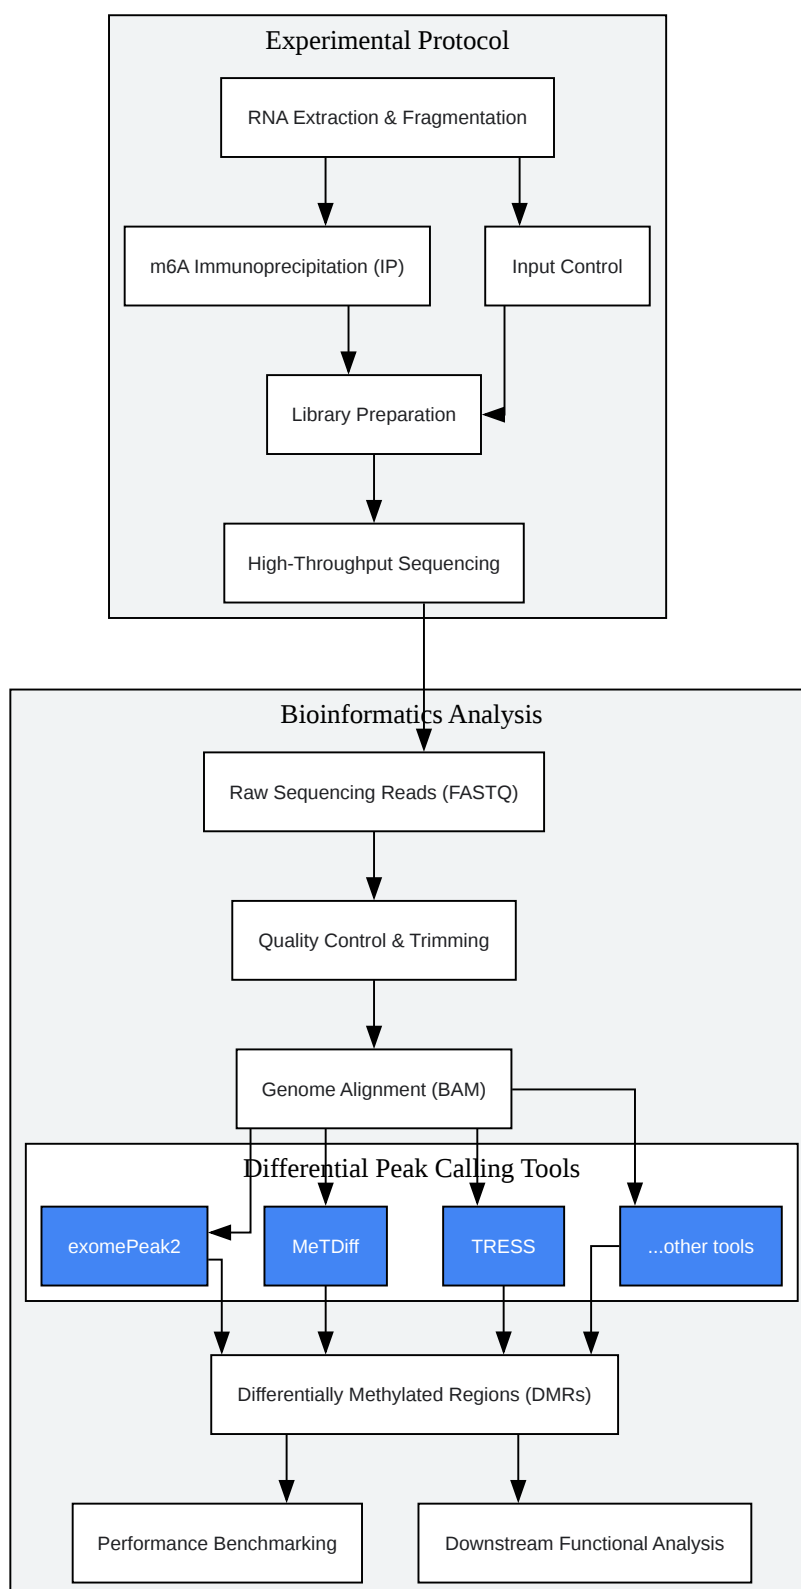 Experimental Protocol
RNA Extraction & Fragmentation
m6A Immunoprecipitation (IP)
Input Control
Library Preparation
High-Throughput Sequencing
Bioinformatics Analysis
Raw Sequencing Reads (FASTQ)
Quality Control & Trimming
Genome Alignment (BAM)
Differential Peak Calling Tools
exomePeak2
MeTDiff
TRESS
...other tools
Differentially Methylated Regions (DMRs)
Performance Benchmarking
Downstream Functional Analysis